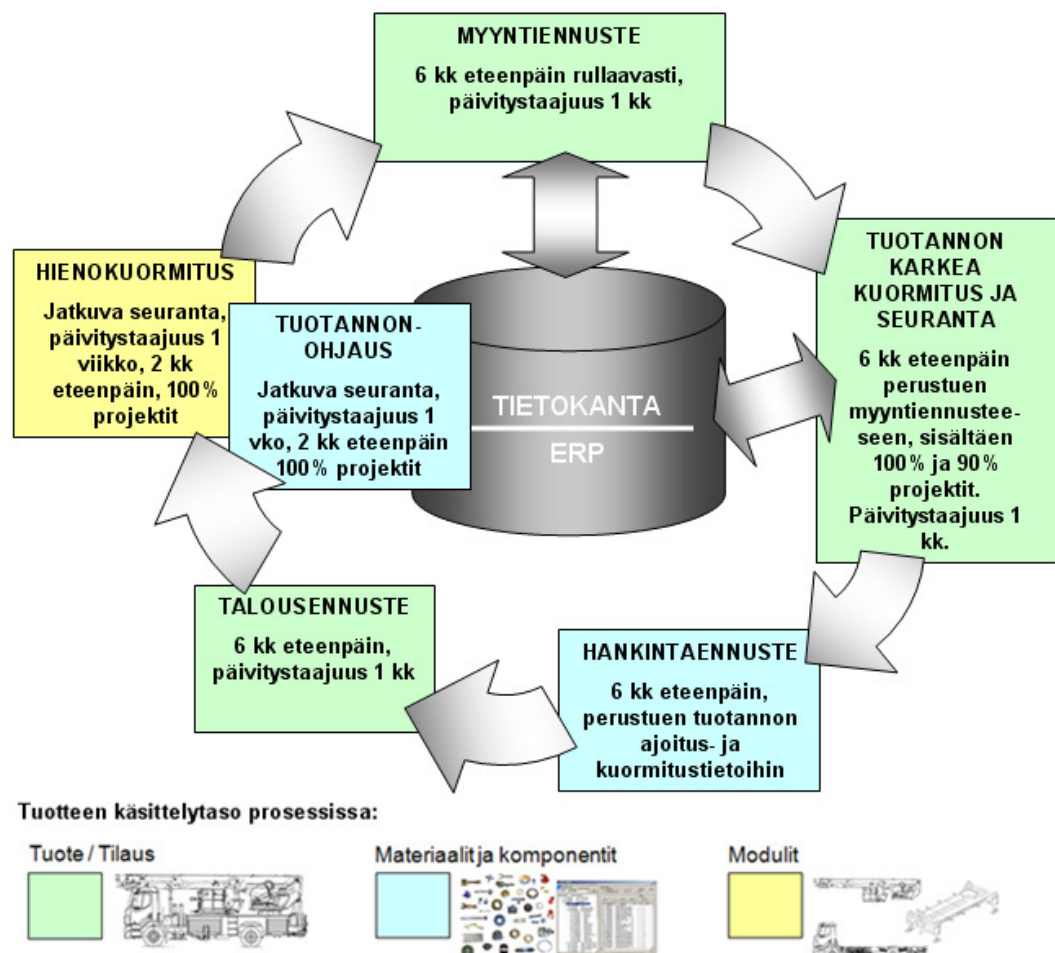 MYYNTIENNUSTE
6 kk eteenpäin rullaavasti,
päivitystaajuus 1 kk
TUOTANNON
KARKEA
KUORMITUS JA
SEURANTA
6 kk eteenpäin
perustuen
myyntiennustee-
seen, sisältäen
100% ja 90%
projektit.
Päivitystaajuus 1
kk.
HIENOKUORMITUS
Jatkuva seuranta,
päivitystaajuus 1
viikko, 2 kk
eteenpäin, 100%
projektit
TUOTANNON-
OHJAUS
Jatkuva seuranta,
päivitystaajuus 1
vko, 2 kk eteenpäin
100% projektit
TIETOKANTA
ERP
TALOUSENNUSTE
6 kk eteenpäin,
päivitystaajuus 1 kk
HANKINTAENNUSTE
6 kk eteenpäin,
perustuen tuotannon
ajoitus- ja
kuormitustietoihin
Tuotteen käsittelytaso prosessissa:
Tuote / Tilaus
Materiaalit ja komponentit
Modulit